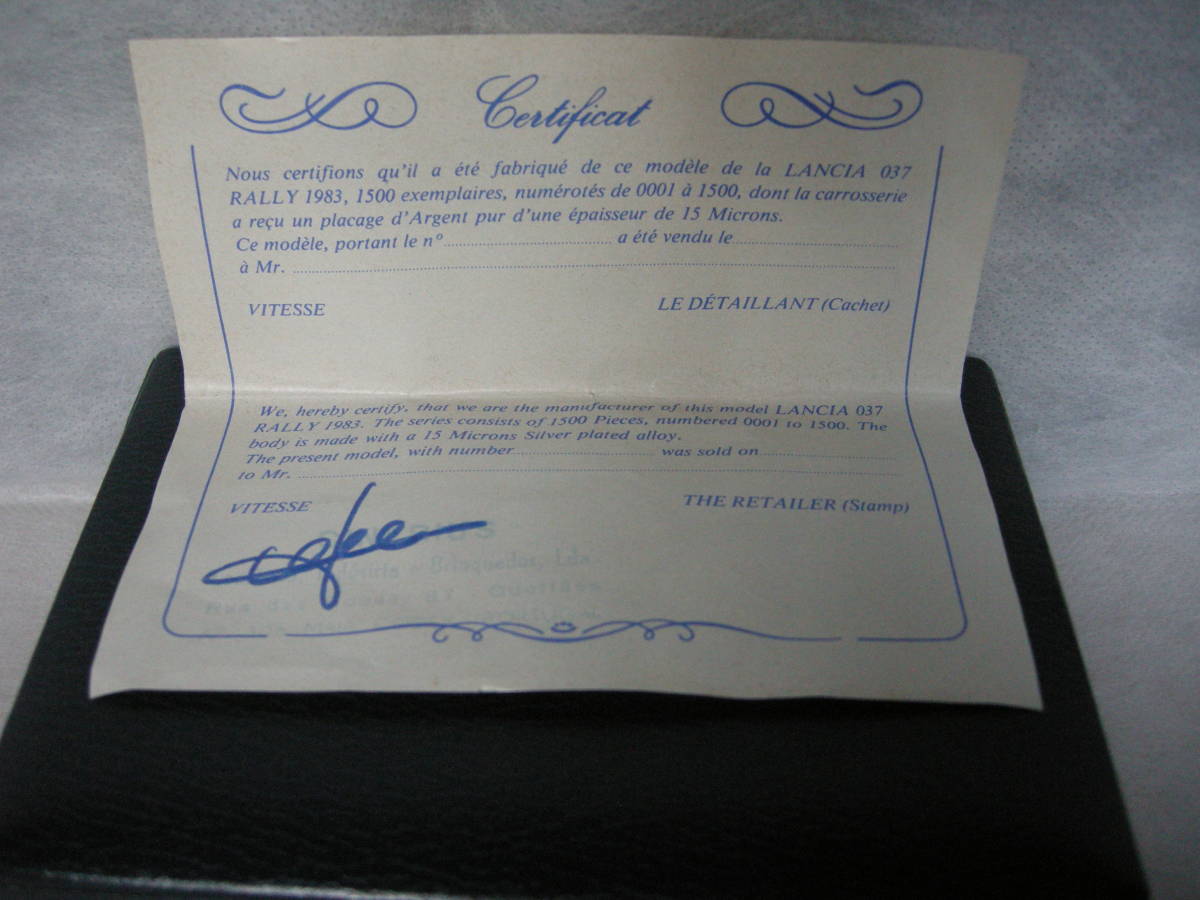 Certificat
Nous certifions qu'il a été fabriqué de ce modèle de la LANCIA 037
RALLY 1983, 1500 exemplaires, numérotés de 0001 à 1500, dont la carrosserie
a reçu un placage d'Argent pur d'une épaisseur de 15 Microns.
Ce modèle, portant le nº a été vendu le
à Mr.
VITESSE LE DÉTAILLANT (Cachet)
We, hereby certify, that we are the manufacturer of this model LANCIA 037
RALLY 1983. The series consists of 1500 Pieces, numbered 0001 to 1500. The
body is made with a 15 Microns Silver plated alloy.
The present model, with number was sold on
to Mr.
VITESSE THE RETAILER (Stamp)
Brinquedos, Lda
Rua